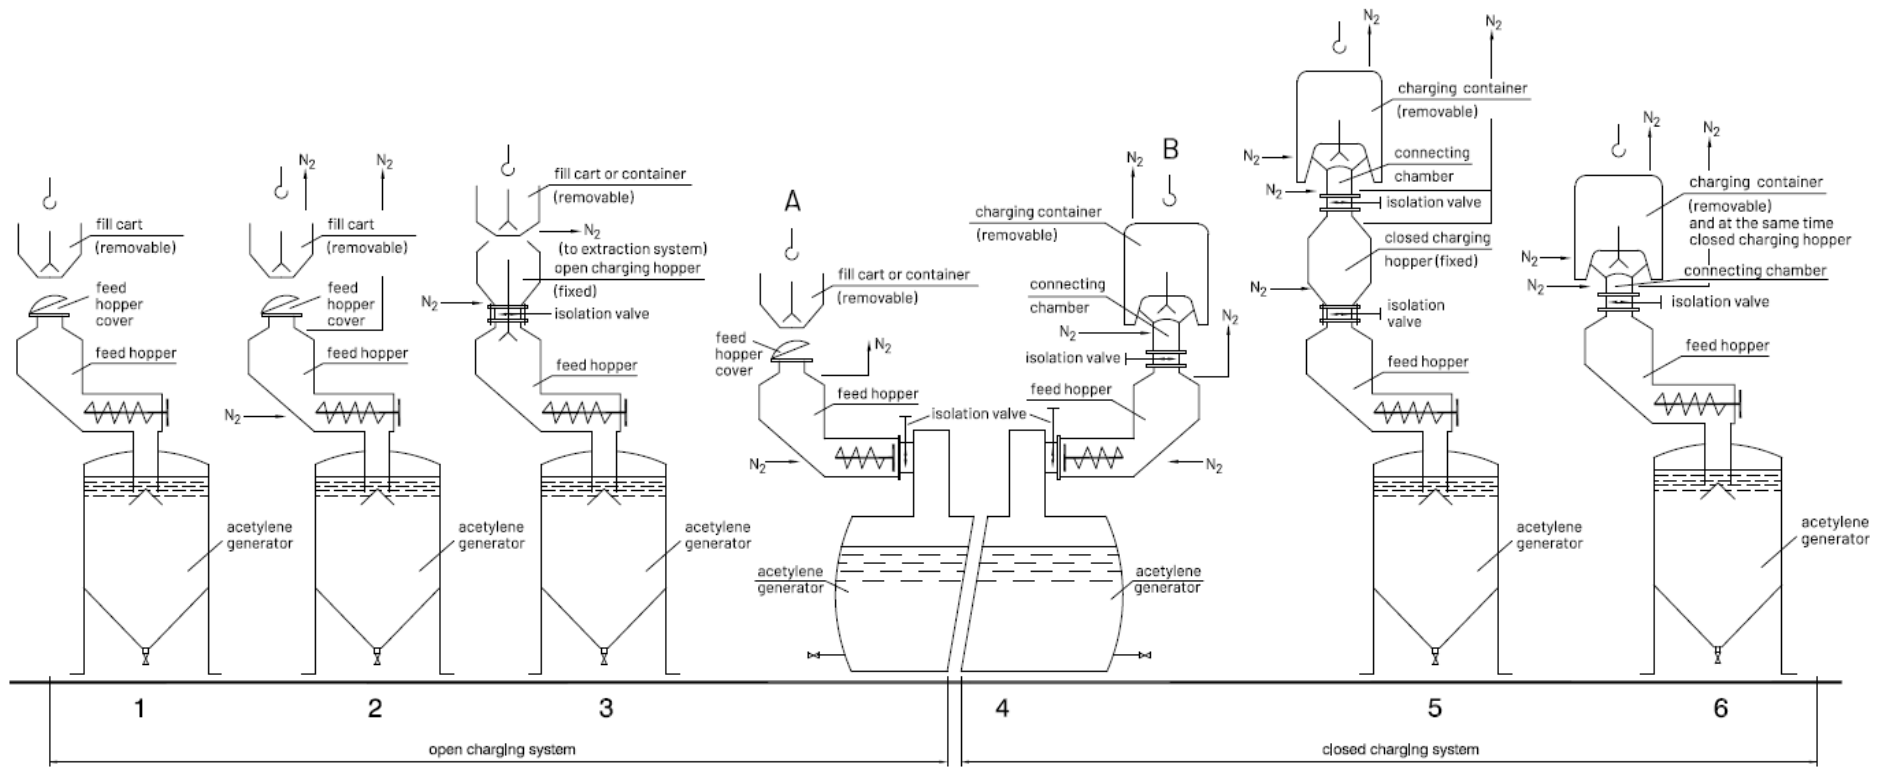 N₂
fill cart
(removable)
feed
hopper
cover
feed hopper
acetylene
generator
1
N₂
N₂
fill cart
(removable)
feed
hopper
cover
feed hopper
N₂
acetylene
generator
2
fill cart or container
(removable)
N₂
(to extraction system)
open charging hopper
(fixed)
N₂
isolation valve
feed hopper
acetylene
generator
3
A
fill cart or container
(removable)
feed
hopper
cover
N₂
feed hopper
isolation valve
N₂
acetylene
generator
B
N₂
charging container
(removable)
connecting
chamber
N₂
N₂
isolation valve
feed hopper
N₂
acetylene
generator
4
N₂
N₂
charging container
(removable)
N₂
connecting
chamber
N₂
isolation valve
closed charging
hopper (fixed)
N₂
isolation
valve
feed hopper
acetylene
generator
5
N₂
N₂
charging container
(removable)
and at the same time
closed charging hopper
N₂
connecting chamber
N₂
isolation valve
feed hopper
acetylene
generator
6
open charging system
closed charging system